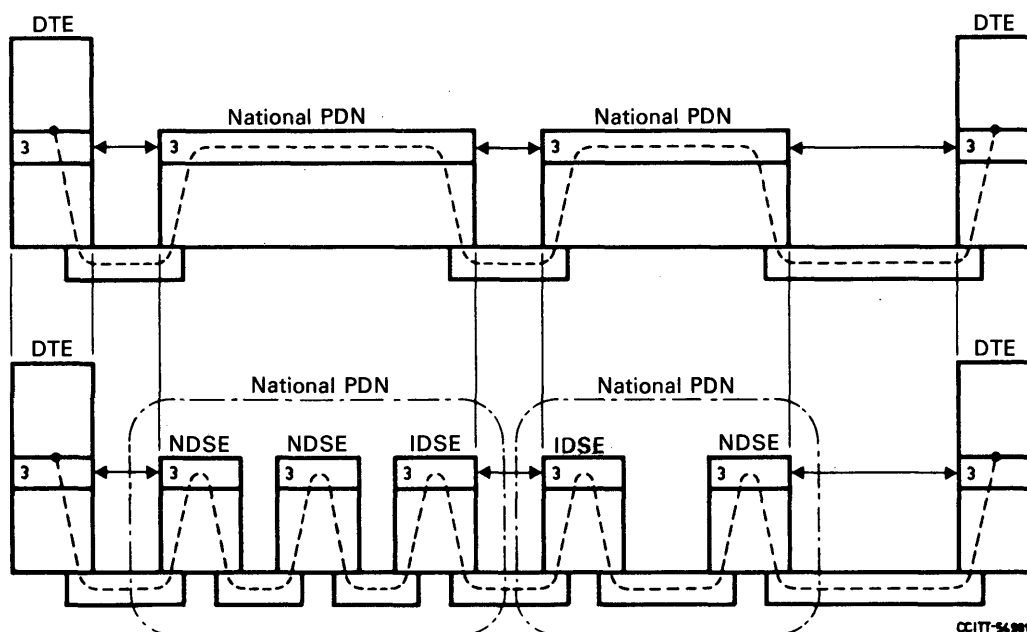 DTE
DTE
National PDN
National PDN
3
3
3
3
DTE
DTE
National PDN
National PDN
NDSE
NDSE
IDSE
IDSE
NDSE
3
3
3
3
3
3
3